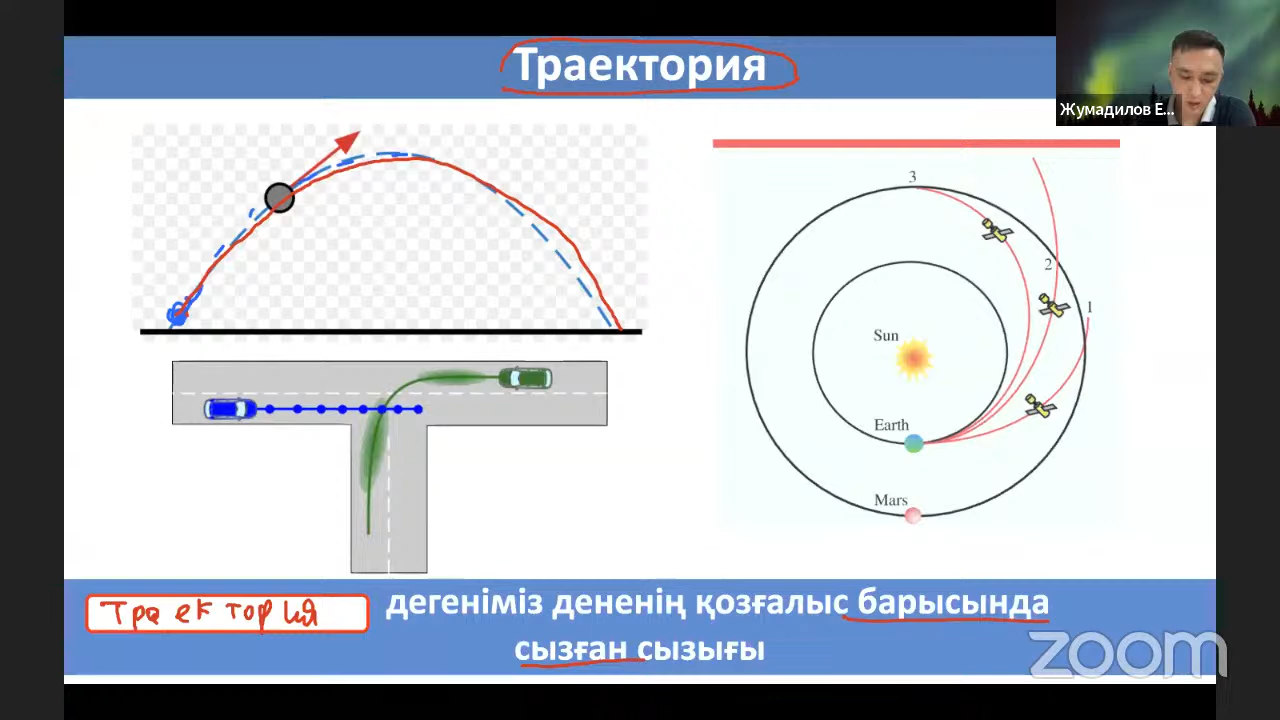 Траектория
Жумадилов Е...
3
2
1
Sun
Earth
Mars
Траектория дегеніміз дененің қозғалыс барысында
сызған сызығы
zoom